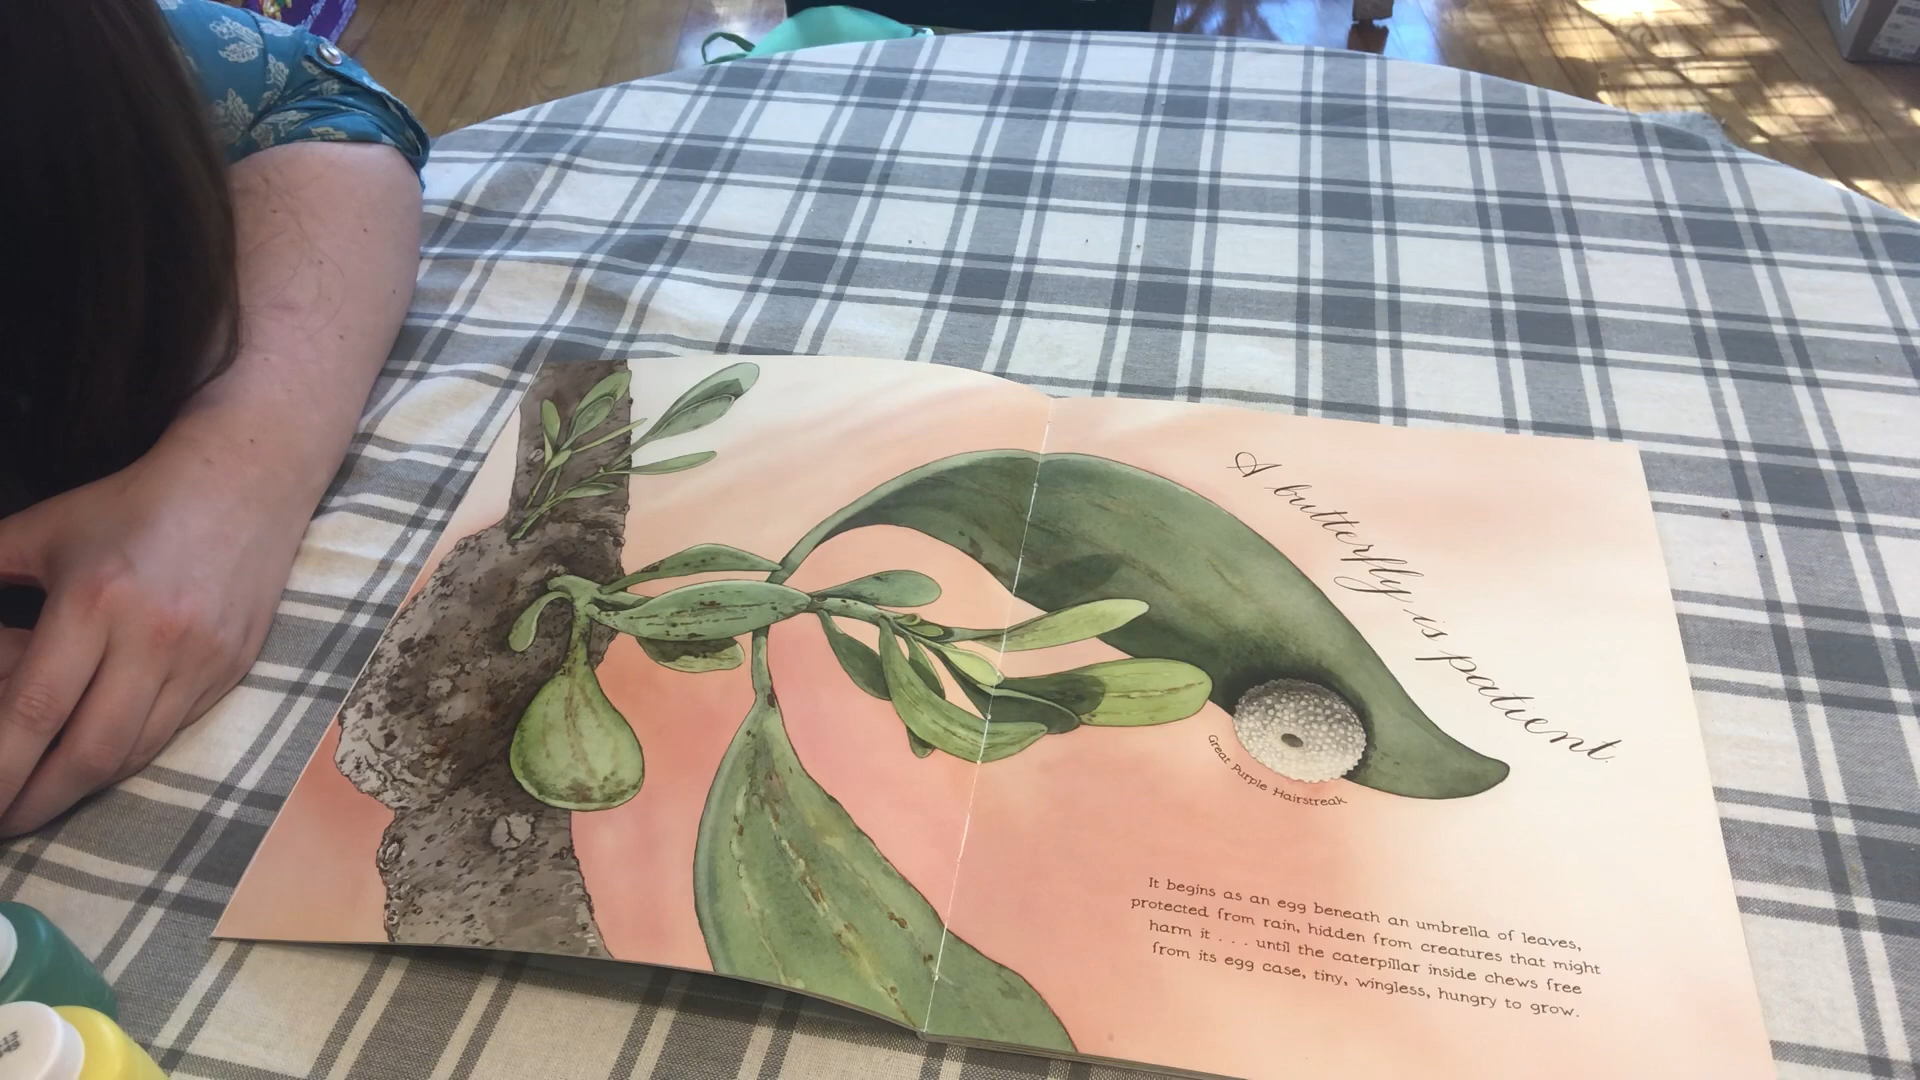 A butterfly is patient.
Great Purple Hairstreak
It begins as an egg beneath an umbrella of leaves,
protected from rain, hidden from creatures that might
harm it . . . until the caterpillar inside chews free
from its egg case, tiny, wingless, hungry to grow.